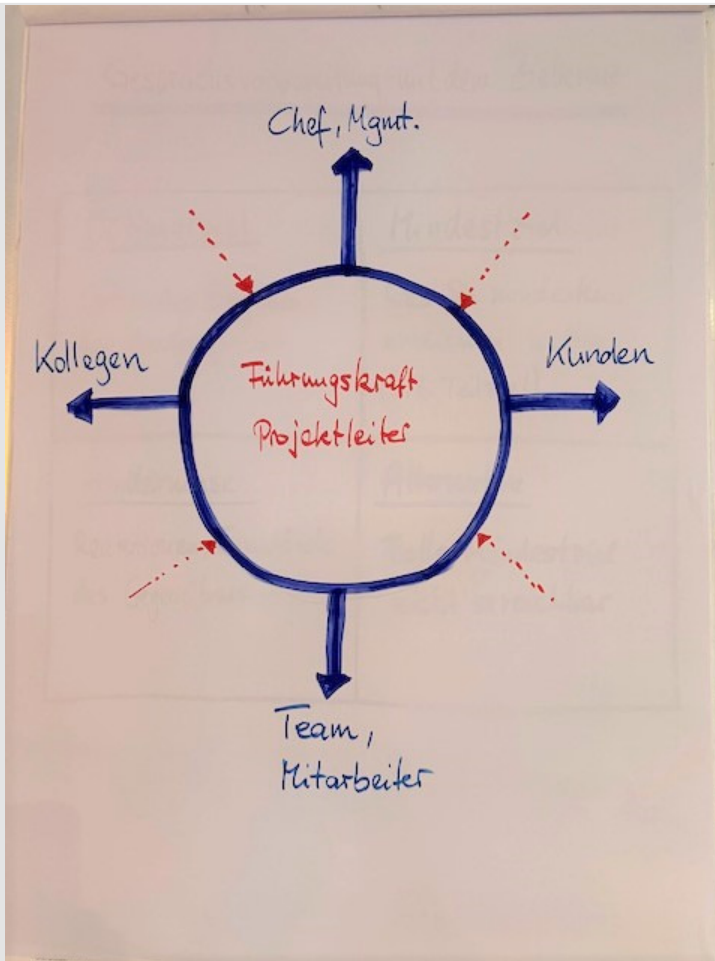 Chef, Mgmt.
Kollegen
Kunden
Führungskraft
Projektleiter
Team,
Mitarbeiter